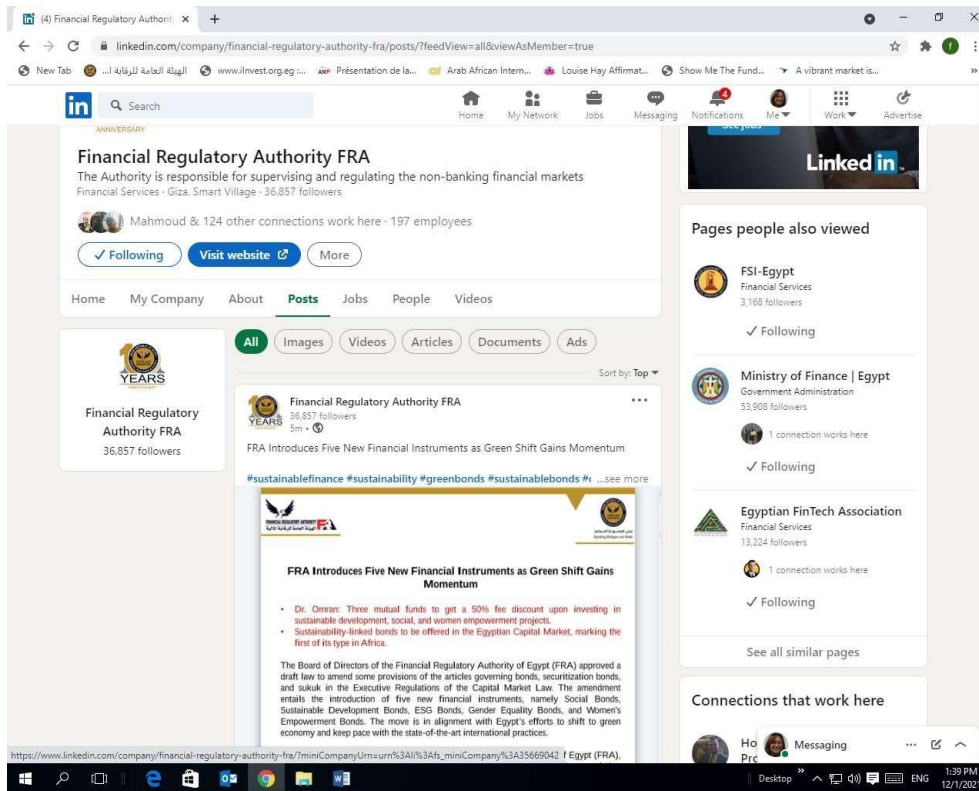 (4) Financial Regulatory Authorit
linkedin.com/company/financial-regulatory-authority-fra/posts/?feedView=all&viewAsMember=true
New Tab
الهيئة العامة للرقابة ا...
www.iInvest.org.eg :...
Présentation de la...
Arab African Intern...
Louise Hay Affirmat...
Show Me The Fund...
A vibrant market is...
in
Search
Home
My Network
Jobs
Messaging
4
Notifications
Me
Work
Advertise
ANNIVERSARY
Financial Regulatory Authority FRA
The Authority is responsible for supervising and regulating the non-banking financial markets
Financial Services · Giza, Smart Village · 36,857 followers
Mahmoud & 124 other connections work here · 197 employees
Following
Visit website
More
Home My Company About Posts Jobs People Videos
YEARS
Financial Regulatory
Authority FRA
36,857 followers
All Images Videos Articles Documents Ads
Sort by: Top
YEARS
Financial Regulatory Authority FRA
36,857 followers
5m •
FRA Introduces Five New Financial Instruments as Green Shift Gains Momentum
#sustainablefinance #sustainability #greenbonds #sustainablebonds ...see more
FINANCIAL REGULATORY AUTHORITY
الهيئة العامة للرقابة المالية
FRA Introduces Five New Financial Instruments as Green Shift Gains
Momentum
• Dr. Omran: Three mutual funds to get a 50% fee discount upon investing in
sustainable development, social, and women empowerment projects.
• Sustainability-linked bonds to be offered in the Egyptian Capital Market, marking the
first of its type in Africa.
The Board of Directors of the Financial Regulatory Authority of Egypt (FRA) approved a
draft law to amend some provisions of the articles governing bonds, securitization bonds,
and sukuk in the Executive Regulations of the Capital Market Law. The amendment
entails the introduction of five new financial instruments, namely Social Bonds,
Sustainable Development Bonds, ESG Bonds, Gender Equality Bonds, and Women's
Empowerment Bonds. The move is in alignment with Egypt's efforts to shift to green
economy and keep pace with the state-of-the-art international practices.
f Egypt (FRA),
See jobs
Linked in
Pages people also viewed
FSI-Egypt
Financial Services
3,168 followers
Following
Ministry of Finance | Egypt
Government Administration
53,908 followers
1 connection works here
Following
Egyptian FinTech Association
Financial Services
13,224 followers
1 connection works here
Following
See all similar pages
Connections that work here
Ho
Pro
Messaging
https://www.linkedin.com/company/financial-regulatory-authority-fra/?miniCompanyUrn=urn%3Ali%3Afs_miniCompany%3A35669042
Desktop
ENG
1:39 PM
12/1/202